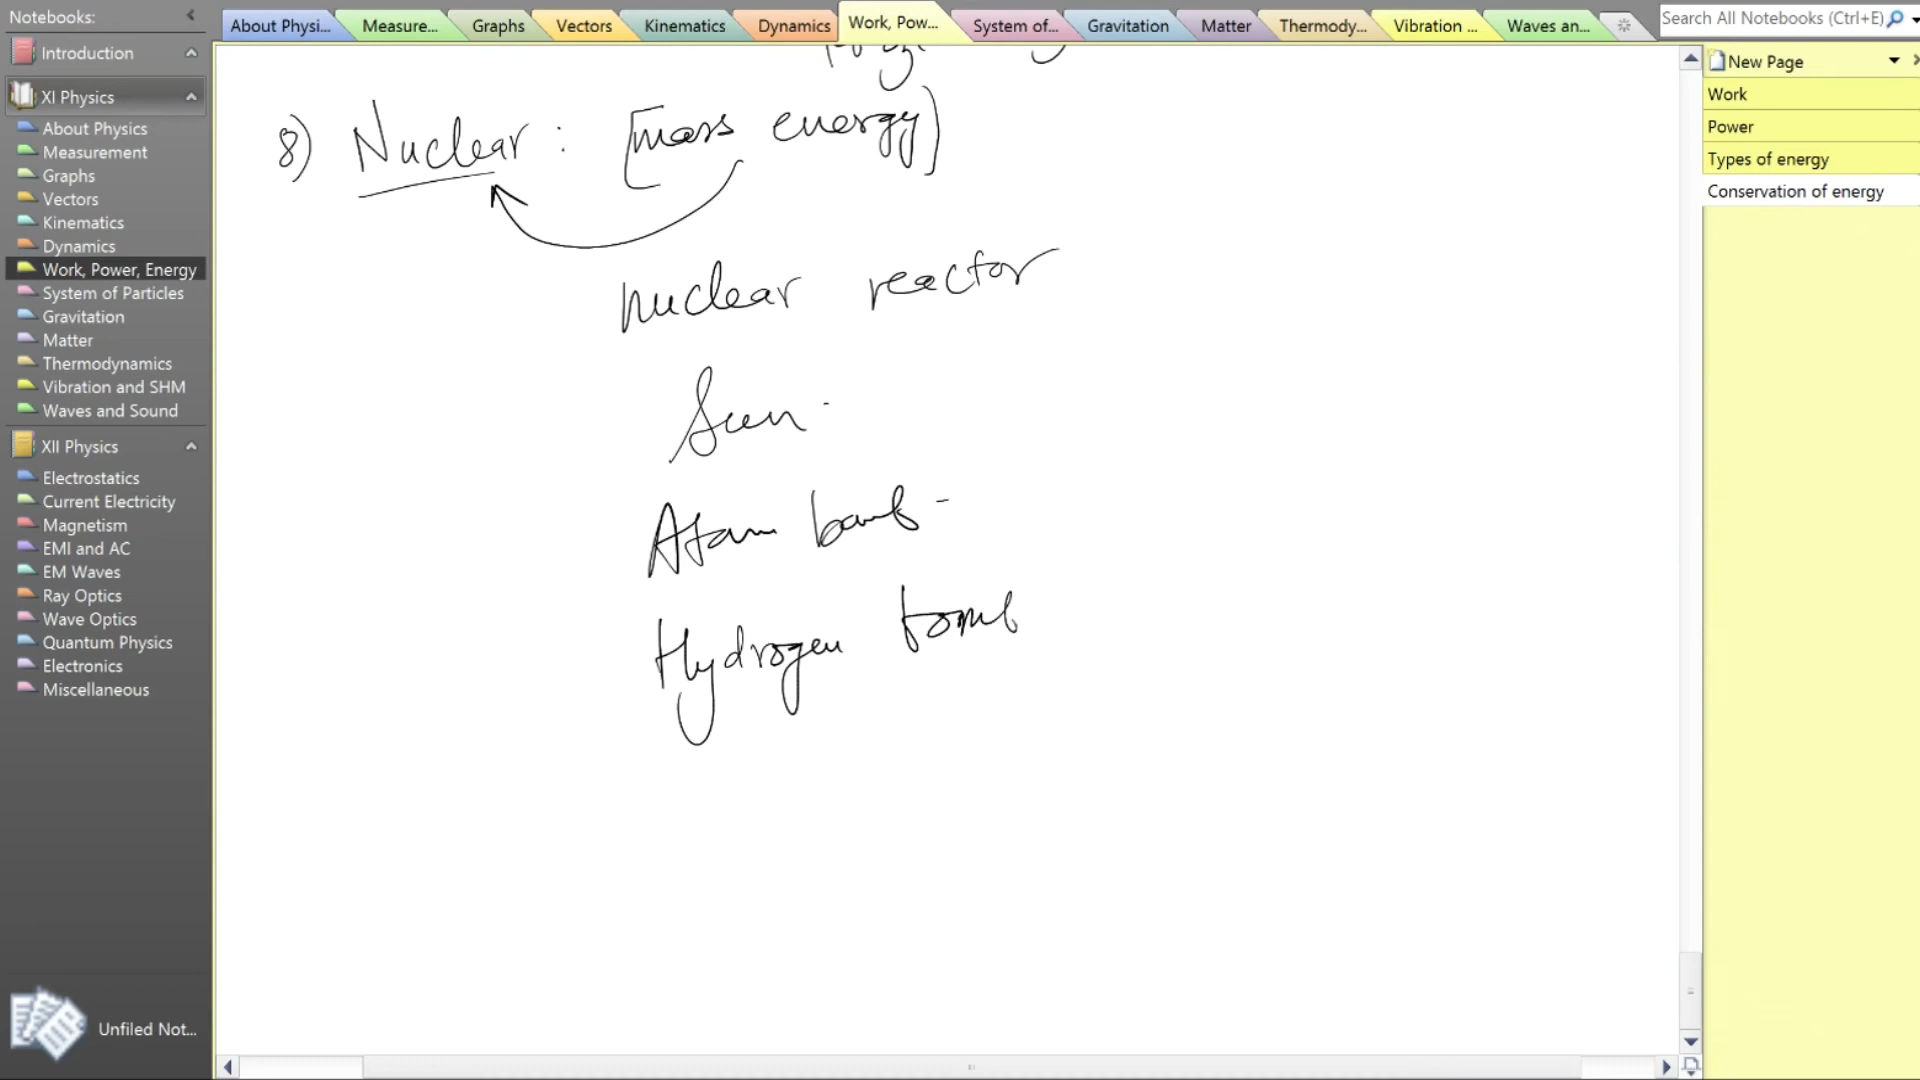 Notebooks:
Introduction
XI Physics
About Physics
Measurement
Graphs
Vectors
Kinematics
Dynamics
Work, Power, Energy
System of Particles
Gravitation
Matter
Thermodynamics
Vibration and SHM
Waves and Sound
XII Physics
Electrostatics
Current Electricity
Magnetism
EMI and AC
EM Waves
Ray Optics
Wave Optics
Quantum Physics
Electronics
Miscellaneous
Unfiled Not...
About Physi... Measure... Graphs Vectors Kinematics Dynamics Work, Pow... System of... Gravitation Matter Thermody... Vibration ... Waves an...
Search All Notebooks (Ctrl+E)
8) Nuclear : [mass energy]
nuclear reactor
Sun
Atom bomb
Hydrogen bomb
New Page
Work
Power
Types of energy
Conservation of energy